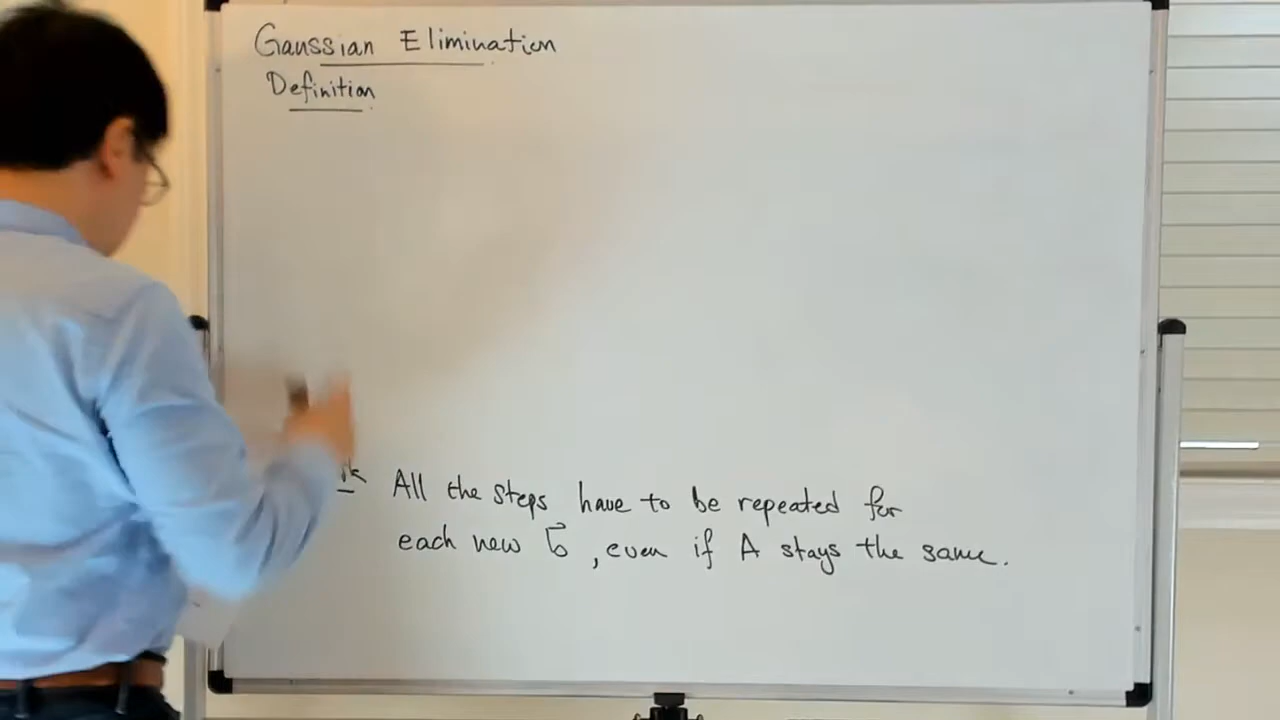 Gaussian Elimination
Definition
All the steps have to be repeated for
each new b⃗, even if A stays the same.